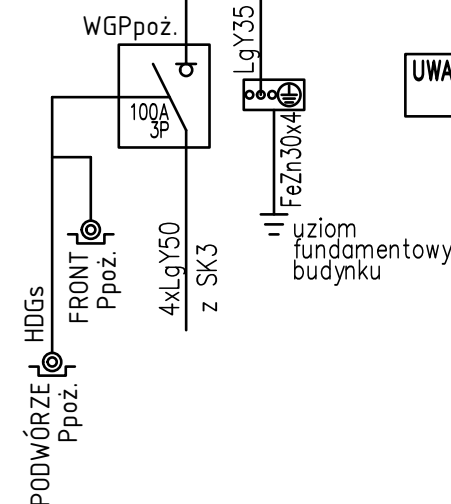 WGPpoż.
LgY35
UWA
100A
3P
FeZn30x4
uziom
fundamentowy
budynku
4xLgY50
z SK3
FRONT
Ppoż.
HDGs
PODWÓRZE
Ppoż.